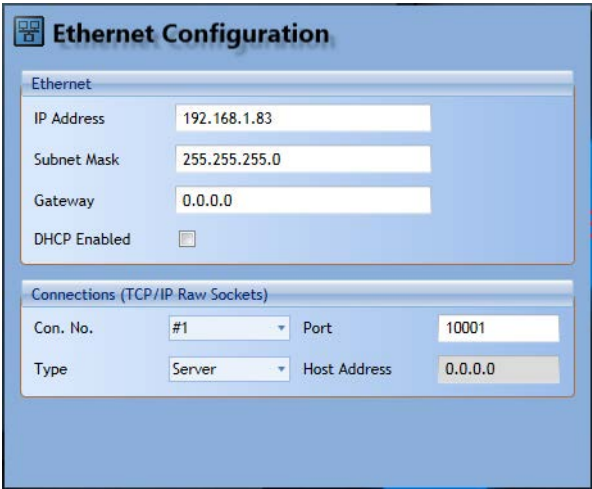 Ethernet Configuration
Ethernet
IP Address 192.168.1.83
Subnet Mask 255.255.255.0
Gateway 0.0.0.0
DHCP Enabled
Connections (TCP/IP Raw Sockets)
Con. No. #1 Port 10001
Type Server Host Address 0.0.0.0